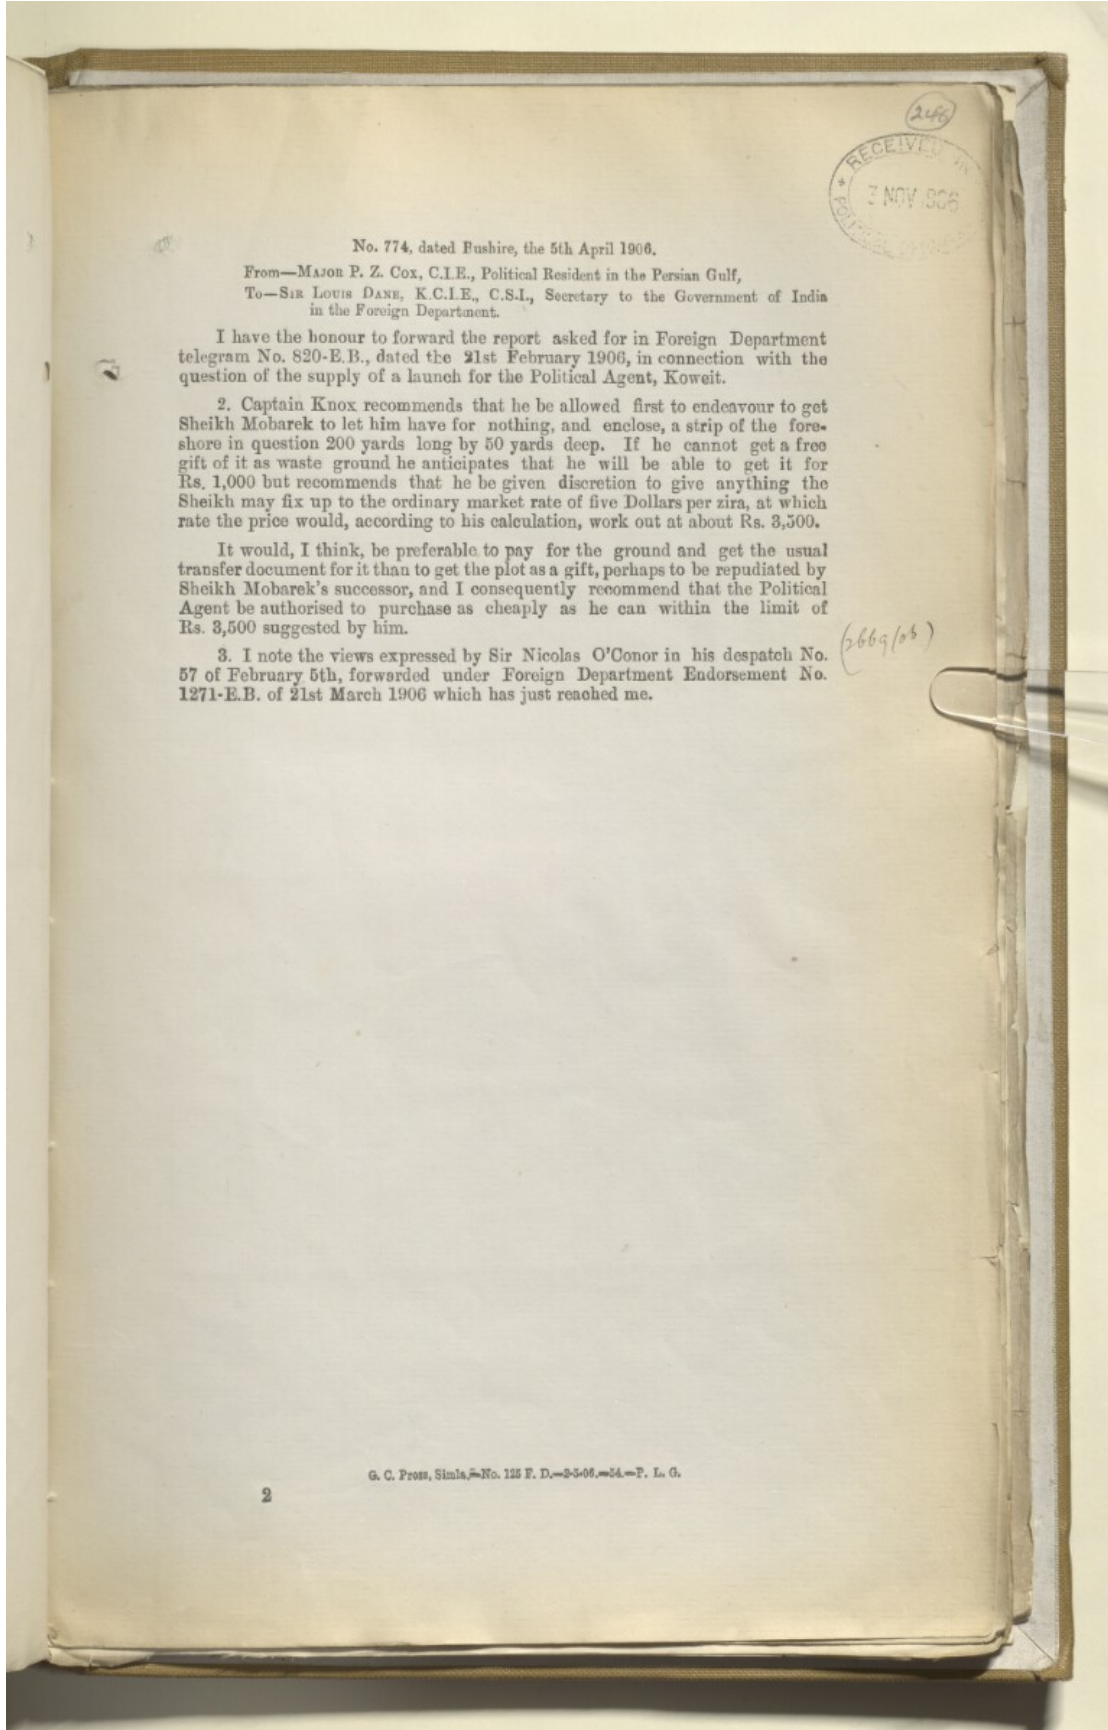 246
RECEIVED IN
3 NOV 1906
POLITICAL
No. 774, dated Bushire, the 5th April 1906.
From—MAJOR P. Z. COX, C.I.E., Political Resident in the Persian Gulf,
To—SIR LOUIS DANE, K.C.I.E., C.S.I., Secretary to the Government of India
in the Foreign Department.
I have the honour to forward the report asked for in Foreign Department
telegram No. 820-E.B., dated the 21st February 1906, in connection with the
question of the supply of a launch for the Political Agent, Koweit.
2. Captain Knox recommends that he be allowed first to endeavour to get
Sheikh Mobarek to let him have for nothing, and enclose, a strip of the fore-
shore in question 200 yards long by 50 yards deep. If he cannot get a free
gift of it as waste ground he anticipates that he will be able to get it for
Rs. 1,000 but recommends that he be given discretion to give anything the
Sheikh may fix up to the ordinary market rate of five Dollars per zira, at which
rate the price would, according to his calculation, work out at about Rs. 3,500.
It would, I think, be preferable to pay for the ground and get the usual
transfer document for it than to get the plot as a gift, perhaps to be repudiated by
Sheikh Mobarek's successor, and I consequently recommend that the Political
Agent be authorised to purchase as cheaply as he can within the limit of
Rs. 3,500 suggested by him.
(2669/06)
3. I note the views expressed by Sir Nicolas O'Conor in his despatch No.
57 of February 5th, forwarded under Foreign Department Endorsement No.
1271-E.B. of 21st March 1906 which has just reached me.
G. C. Press, Simla.—No. 125 F. D.—3-5-06.—54.—P. L. G.
2